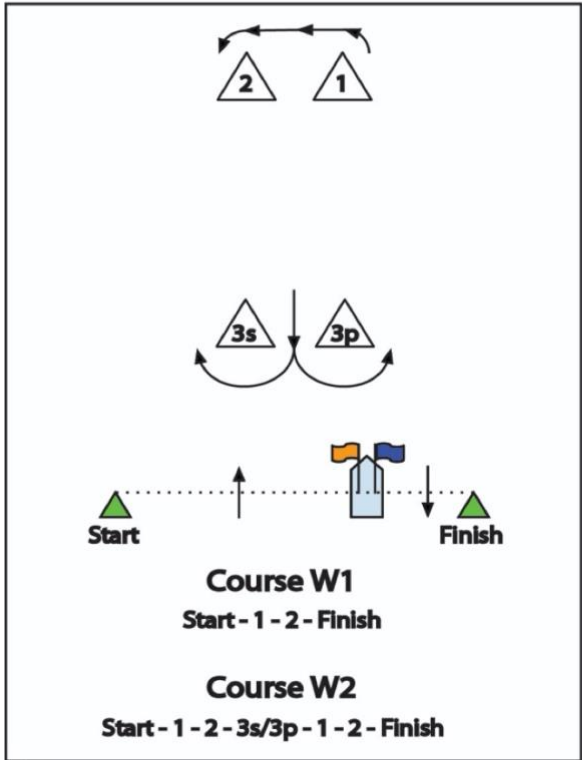 2 1
3s 3p
Start Finish
Course W1
Start - 1 - 2 - Finish
Course W2
Start - 1 - 2 - 3s/3p - 1 - 2 - Finish